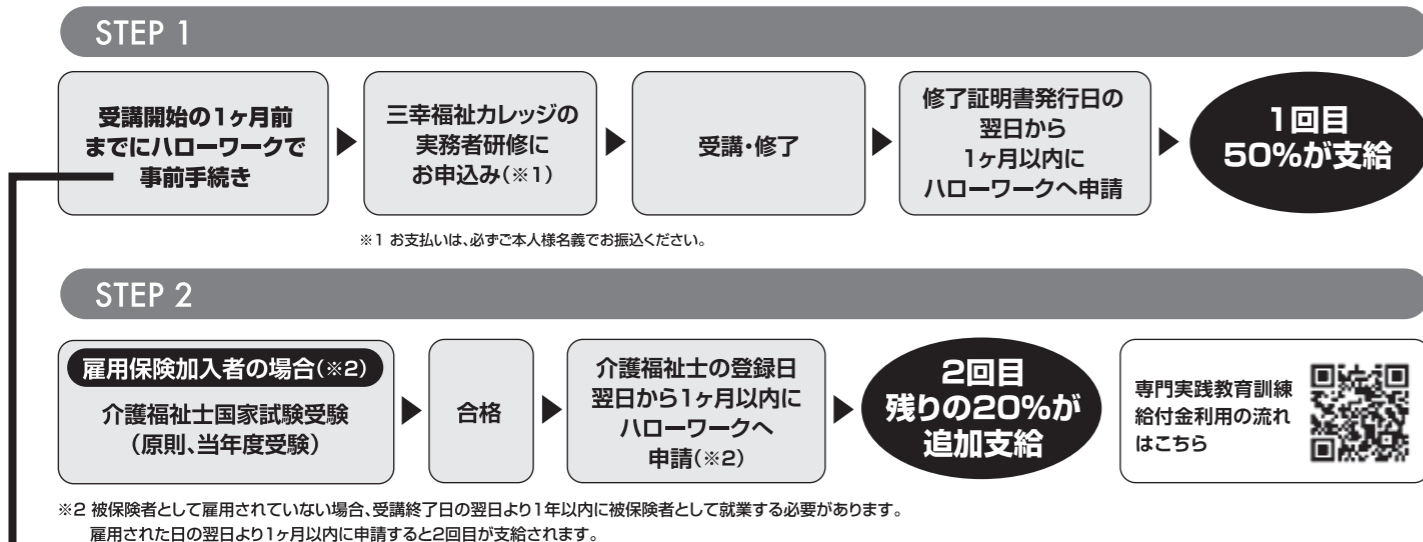 STEP 1
受講開始の1ヶ月前
までにハローワークで
事前手続き
三幸福祉カレッジの
実務者研修に
お申込み(※1)
受講・修了
修了証明書発行日の
翌日から
1ヶ月以内に
ハローワークへ申請
1回目
50%が支給
※1 お支払いは、必ずご本人様名義でお振込ください。
STEP 2
雇用保険加入者の場合(※2)
介護福祉士国家試験受験
(原則、当年度受験)
合格
介護福祉士の登録日
翌日から1ヶ月以内に
ハローワークへ
申請(※2)
2回目
残りの20%が
追加支給
専門実践教育訓練
給付金利用の流れ
はこちら
※2 被保険者として雇用されていない場合、受講終了日の翌日より1年以内に被保険者として就業する必要があります。
雇用された日の翌日より1ヶ月以内に申請すると2回目が支給されます。